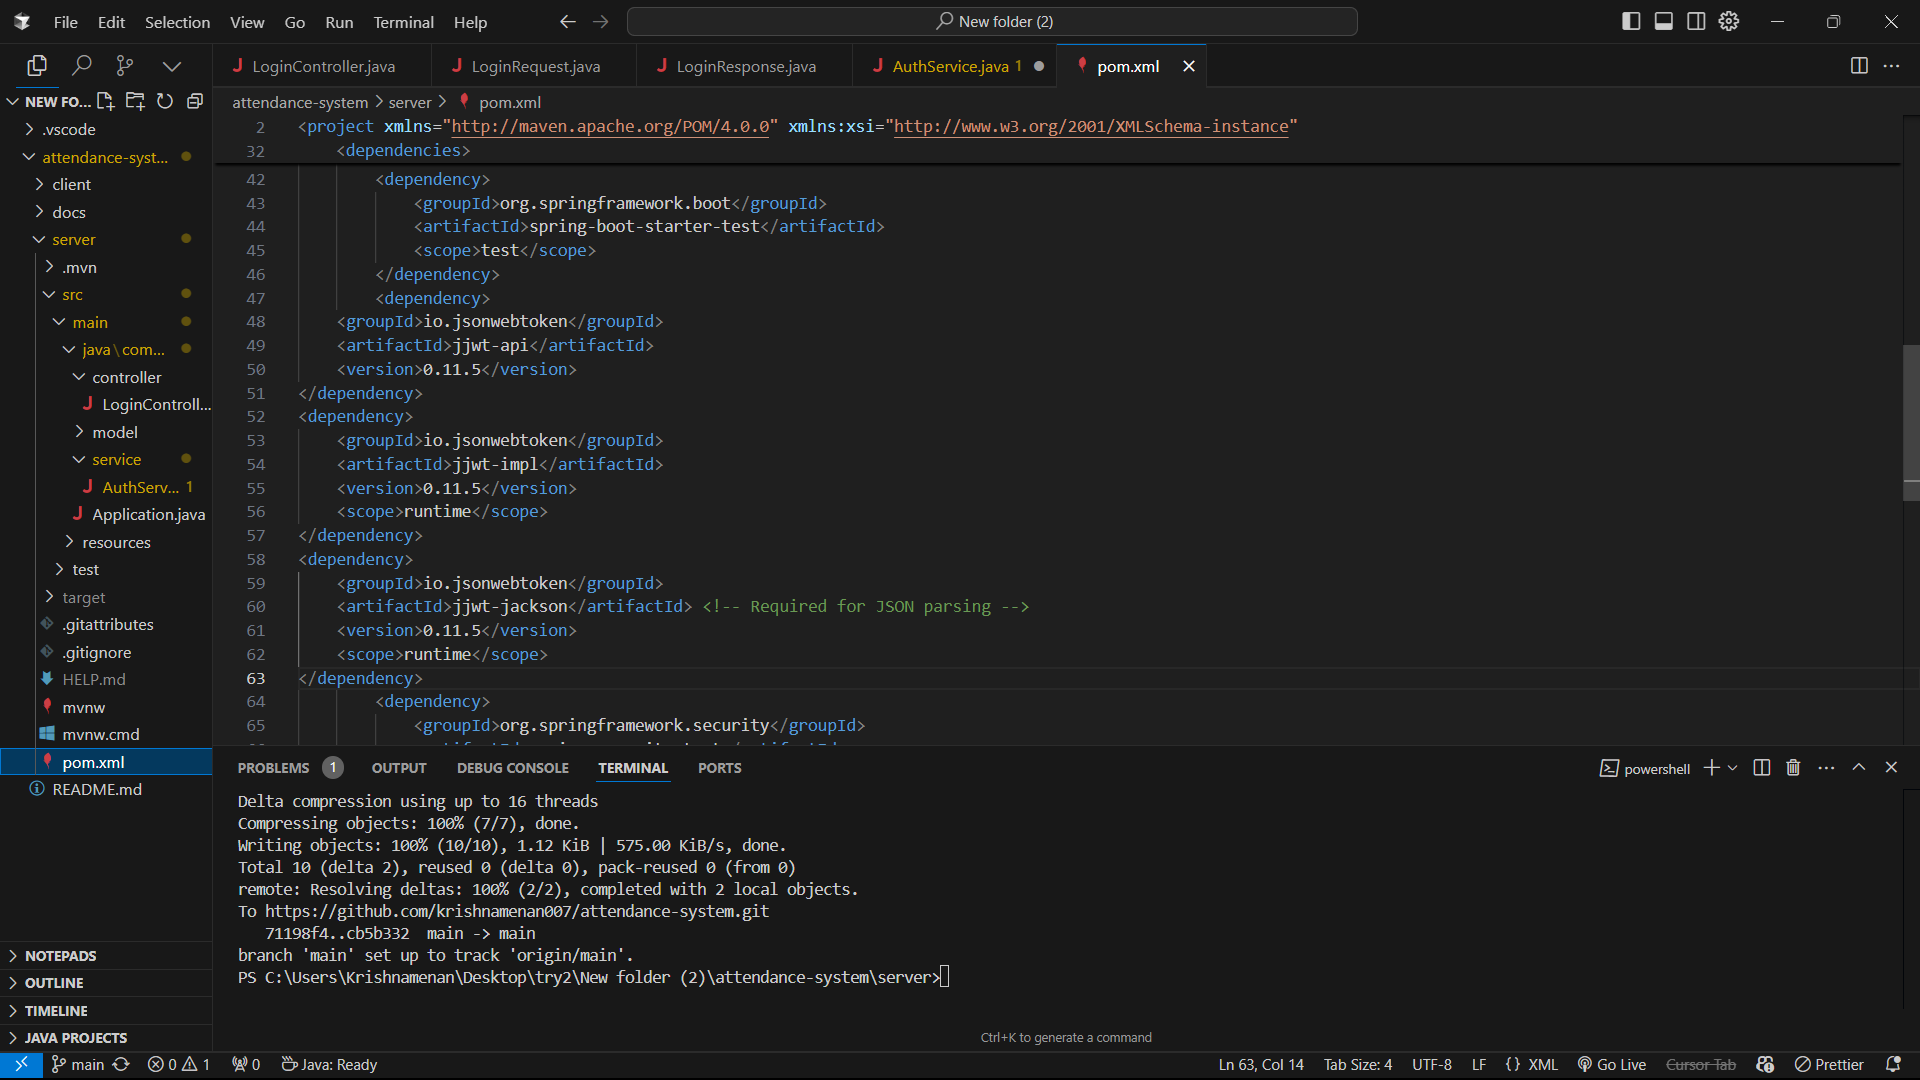 File Edit Selection View Go Run Terminal Help
New folder (2)
LoginController.java
LoginRequest.java
LoginResponse.java
AuthService.java 1
pom.xml
NEW FO...
.vscode
attendance-syst...
client
docs
server
.mvn
src
main
java\com...
controller
LoginControll...
model
service
AuthServ... 1
Application.java
resources
test
target
.gitattributes
.gitignore
HELP.md
mvnw
mvnw.cmd
pom.xml
README.md
NOTEPADS
OUTLINE
TIMELINE
JAVA PROJECTS
attendance-system > server > pom.xml
2 <project xmlns="http://maven.apache.org/POM/4.0.0" xmlns:xsi="http://www.w3.org/2001/XMLSchema-instance"
32 <dependencies>
42 <dependency>
43 <groupId>org.springframework.boot</groupId>
44 <artifactId>spring-boot-starter-test</artifactId>
45 <scope>test</scope>
46 </dependency>
47 <dependency>
48 <groupId>io.jsonwebtoken</groupId>
49 <artifactId>jjwt-api</artifactId>
50 <version>0.11.5</version>
51 </dependency>
52 <dependency>
53 <groupId>io.jsonwebtoken</groupId>
54 <artifactId>jjwt-impl</artifactId>
55 <version>0.11.5</version>
56 <scope>runtime</scope>
57 </dependency>
58 <dependency>
59 <groupId>io.jsonwebtoken</groupId>
60 <artifactId>jjwt-jackson</artifactId> <!-- Required for JSON parsing -->
61 <version>0.11.5</version>
62 <scope>runtime</scope>
63 </dependency>
64 <dependency>
65 <groupId>org.springframework.security</groupId>
PROBLEMS 1 OUTPUT DEBUG CONSOLE TERMINAL PORTS
powershell
Delta compression using up to 16 threads
Compressing objects: 100% (7/7), done.
Writing objects: 100% (10/10), 1.12 KiB | 575.00 KiB/s, done.
Total 10 (delta 2), reused 0 (delta 0), pack-reused 0 (from 0)
remote: Resolving deltas: 100% (2/2), completed with 2 local objects.
To https://github.com/krishnamenan007/attendance-system.git
71198f4..cb5b332 main -> main
branch 'main' set up to track 'origin/main'.
PS C:\Users\Krishnamenan\Desktop\try2\New folder (2)\attendance-system\server>
Ctrl+K to generate a command
main 0 1 0 Java: Ready
Ln 63, Col 14 Tab Size: 4 UTF-8 LF {} XML Go Live Cursor Tab Prettier